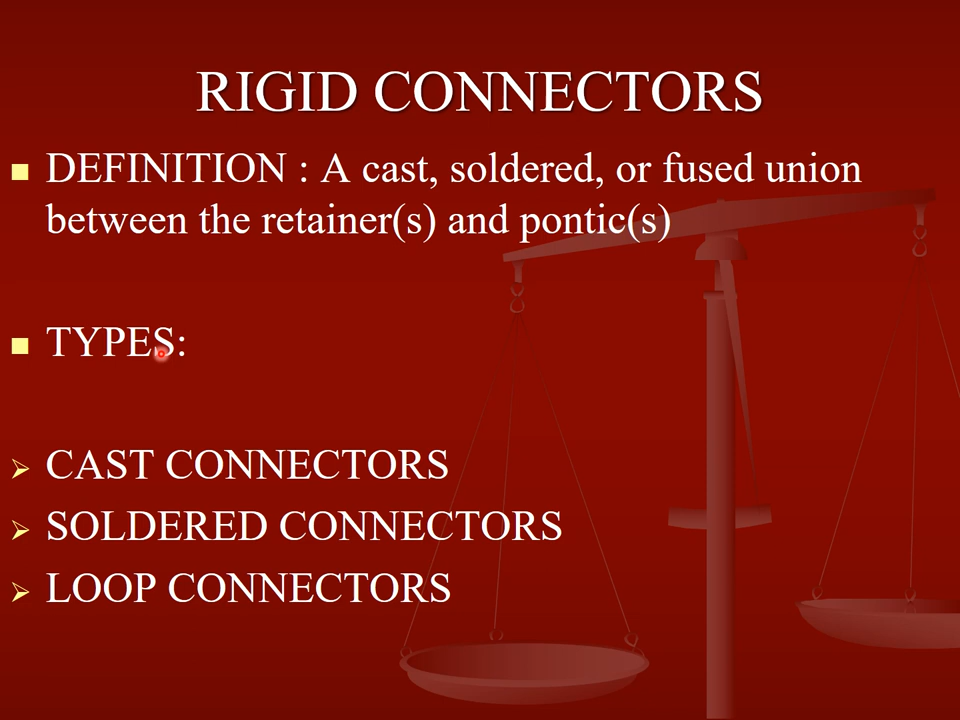 RIGID CONNECTORS
DEFINITION : A cast, soldered, or fused union
between the retainer(s) and pontic(s)
TYPES:
CAST CONNECTORS
SOLDERED CONNECTORS
LOOP CONNECTORS